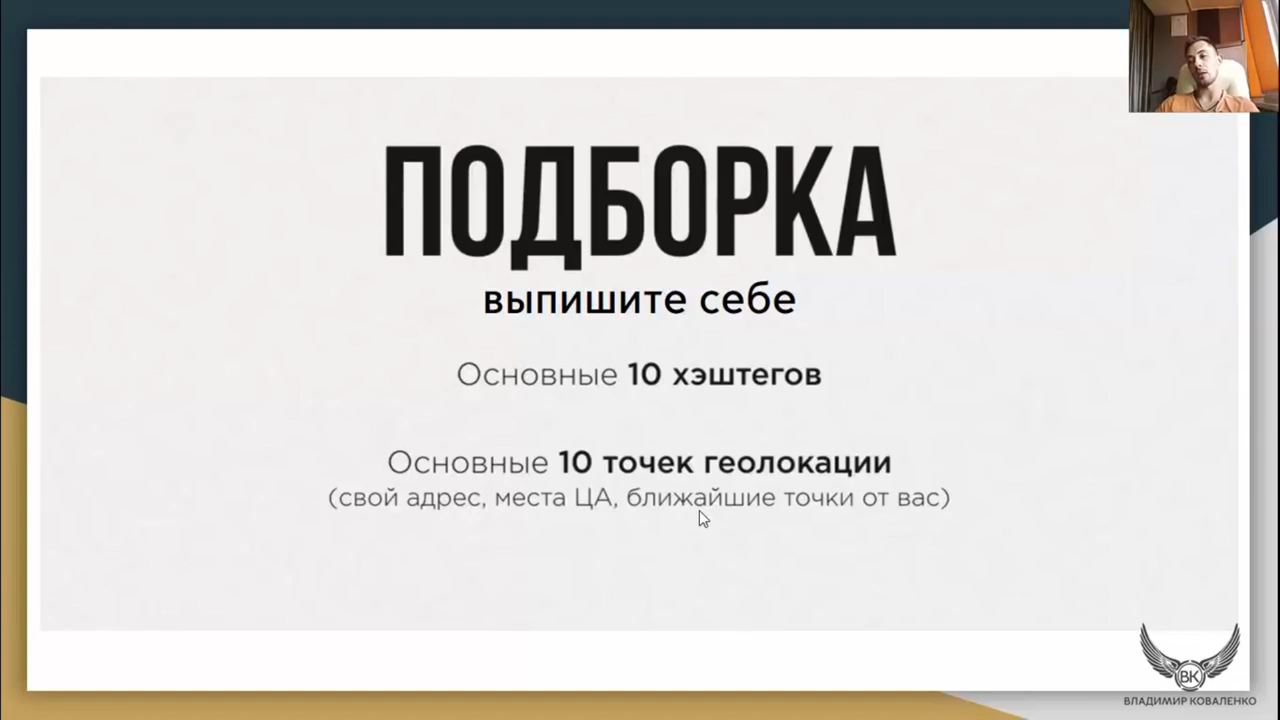 ПОДБОРКА
выпишите себе
Основные 10 хэштегов
Основные 10 точек геолокации
(свой адрес, места ЦА, ближайшие точки от вас)
ВК
ВЛАДИМИР КОВАЛЕНКО